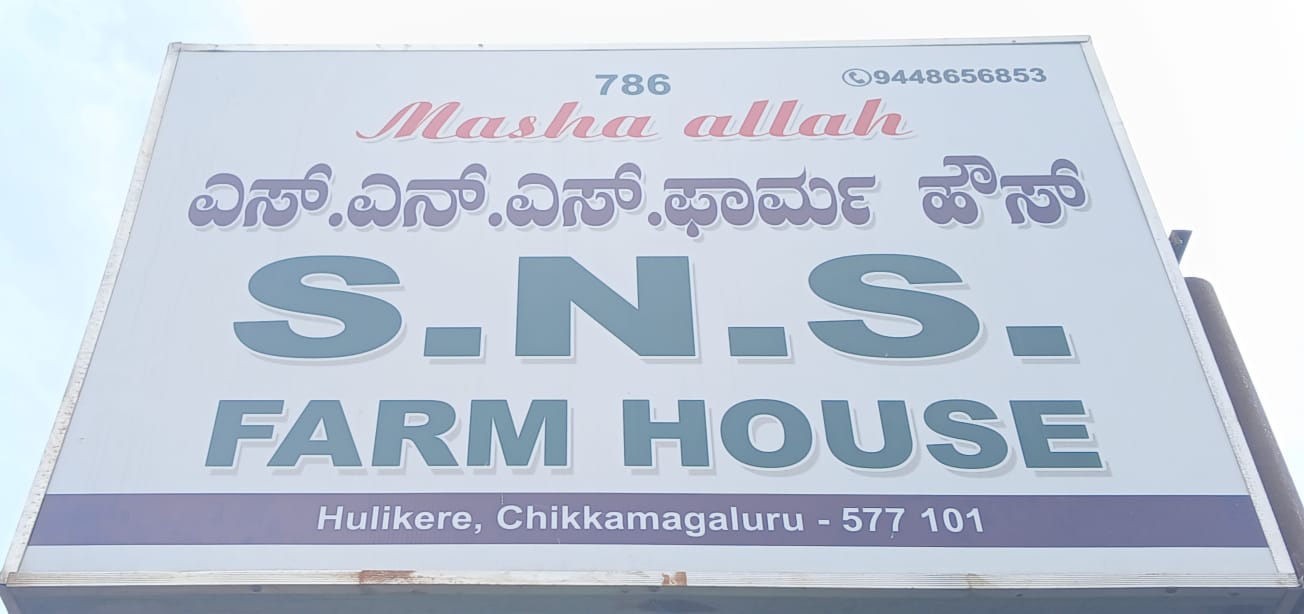 786
9448656853
Masha allah
ಎಸ್.ಎನ್.ಎಸ್.ಫಾರ್ಮ ಹೌಸ್
S.N.S.
FARM HOUSE
Hulikere, Chikkamagaluru - 577 101